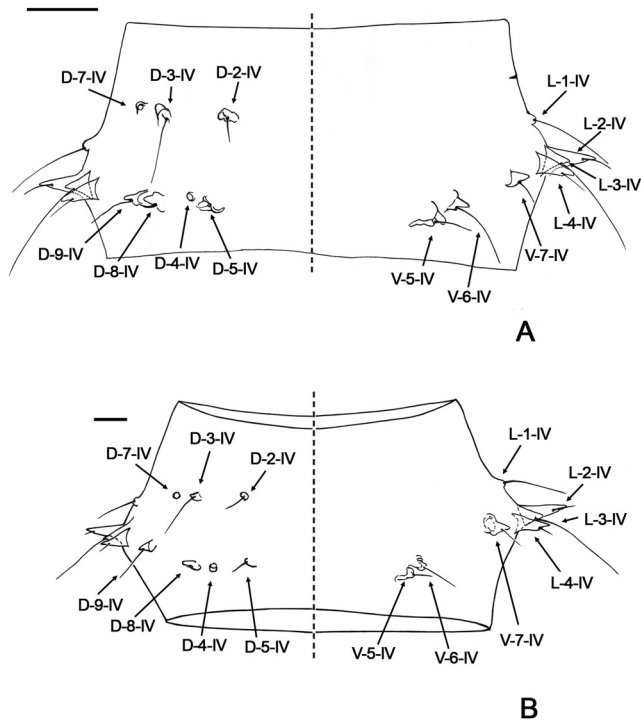 D-7-IV
D-3-IV
D-2-IV
L-1-IV
L-2-IV
L-3-IV
L-4-IV
D-9-IV
D-8-IV
D-4-IV
D-5-IV
V-5-IV
V-6-IV
V-7-IV
A
D-7-IV
D-3-IV
D-2-IV
L-1-IV
L-2-IV
L-3-IV
L-4-IV
D-9-IV
D-8-IV
D-4-IV
D-5-IV
V-5-IV
V-6-IV
V-7-IV
B